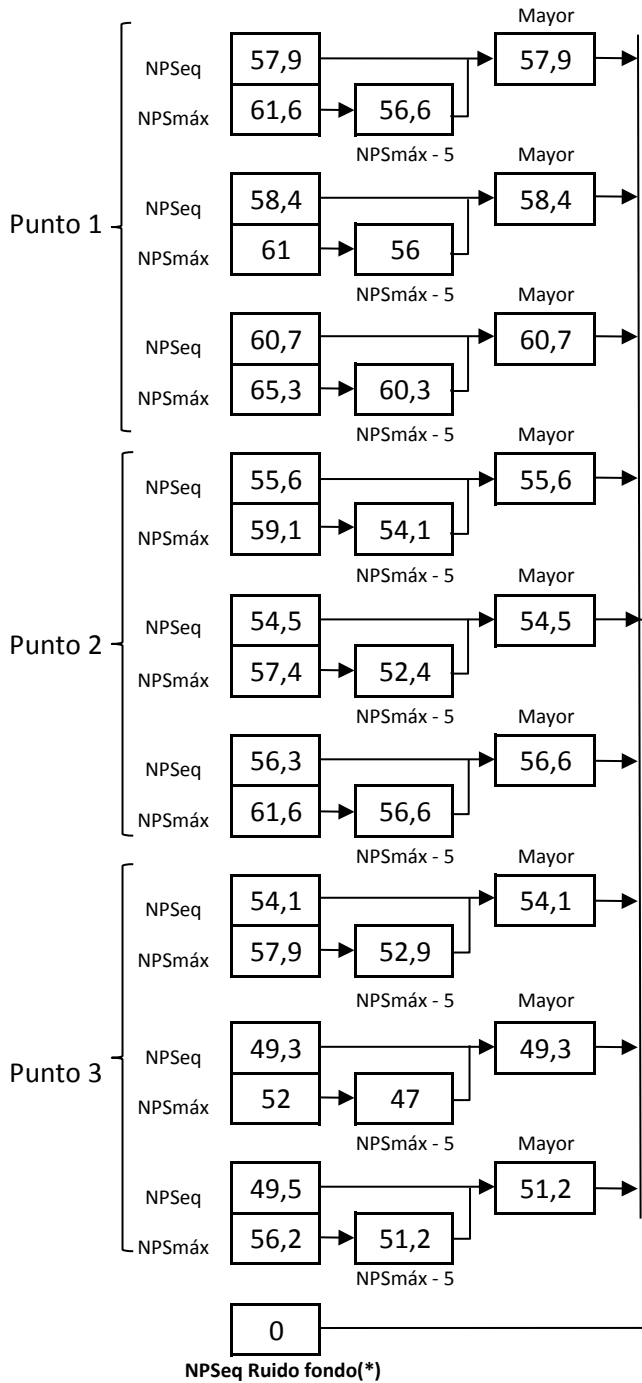 Mayor
NPSeq 57,9 57,9
NPSmáx 61,6 56,6
NPSmáx - 5
Mayor
NPSeq 58,4 58,4
Punto 1
NPSmáx 61 56
NPSmáx - 5
Mayor
NPSeq 60,7 60,7
NPSmáx 65,3 60,3
NPSmáx - 5
Mayor
NPSeq 55,6 55,6
NPSmáx 59,1 54,1
NPSmáx - 5
Mayor
NPSeq 54,5 54,5
Punto 2
NPSmáx 57,4 52,4
NPSmáx - 5
Mayor
NPSeq 56,3 56,6
NPSmáx 61,6 56,6
NPSmáx - 5
Mayor
NPSeq 54,1 54,1
NPSmáx 57,9 52,9
NPSmáx - 5
Mayor
NPSeq 49,3 49,3
Punto 3
NPSmáx 52 47
NPSmáx - 5
Mayor
NPSeq 49,5 51,2
NPSmáx 56,2 51,2
NPSmáx - 5
0
NPSeq Ruido fondo(*)